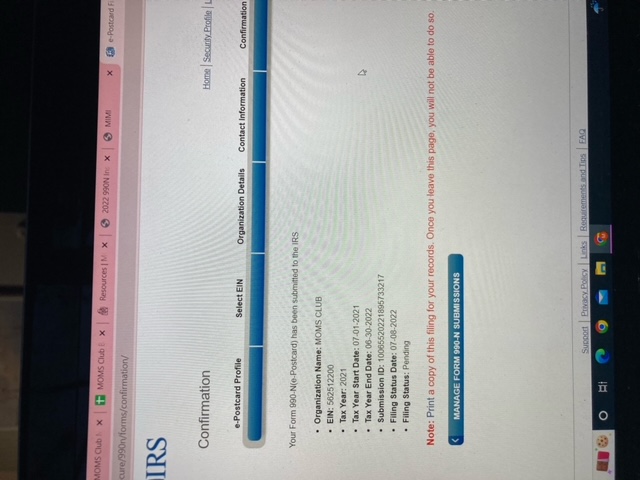 MOMS Club
MOMS Club
Resources | M
2022 990N Ins
MIMI
e-Postcard F
cure/990n/forms/confirmation/
IRS
Confirmation
Home | Security Profile | L
e-Postcard Profile
Select EIN
Organization Details
Contact Information
Confirmation
Your Form 990-N(e-Postcard) has been submitted to the IRS
• Organization Name: MOMS CLUB
• EIN: 562512200
• Tax Year: 2021
• Tax Year Start Date: 07-01-2021
• Tax Year End Date: 06-30-2022
• Submission ID: 10065520221895733217
• Filing Status Date: 07-08-2022
• Filing Status: Pending
Note: Print a copy of this filing for your records. Once you leave this page, you will not be able to do so.
MANAGE FORM 990-N SUBMISSIONS
Support | Privacy Policy | Links | Requirements and Tips | FAQ